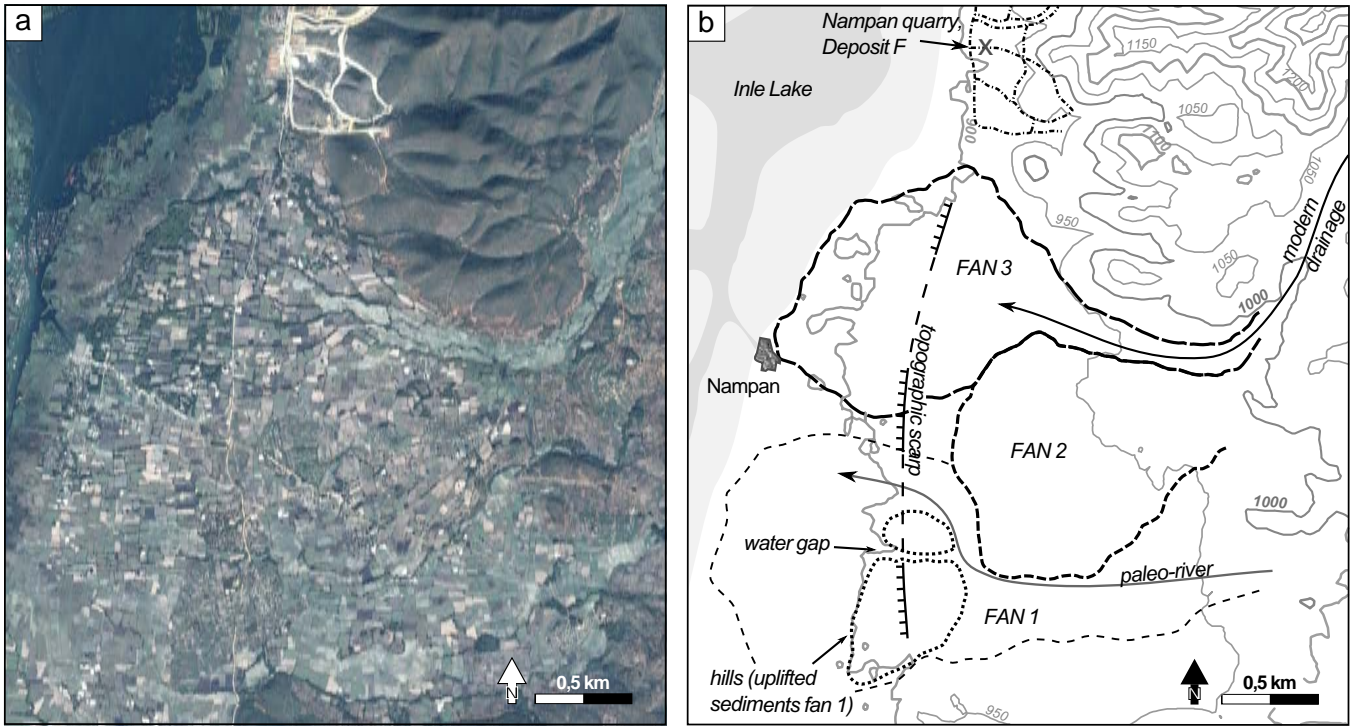 a
N
0,5 km
b
Nampan quarry,
Deposit F
X
Inle Lake
1150
1200
1050
1100
900
1050
950
modern
drainage
1050
1000
FAN 3
topographic scarp
Nampan
FAN 2
1000
water gap
paleo-river
FAN 1
hills (uplifted
sediments fan 1)
950
N
0,5 km